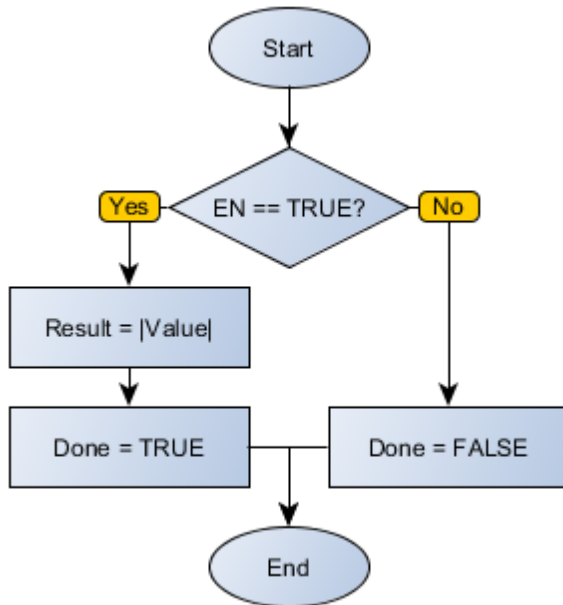 Start
EN == TRUE?
Yes
No
Result = |Value|
Done = TRUE
Done = FALSE
End